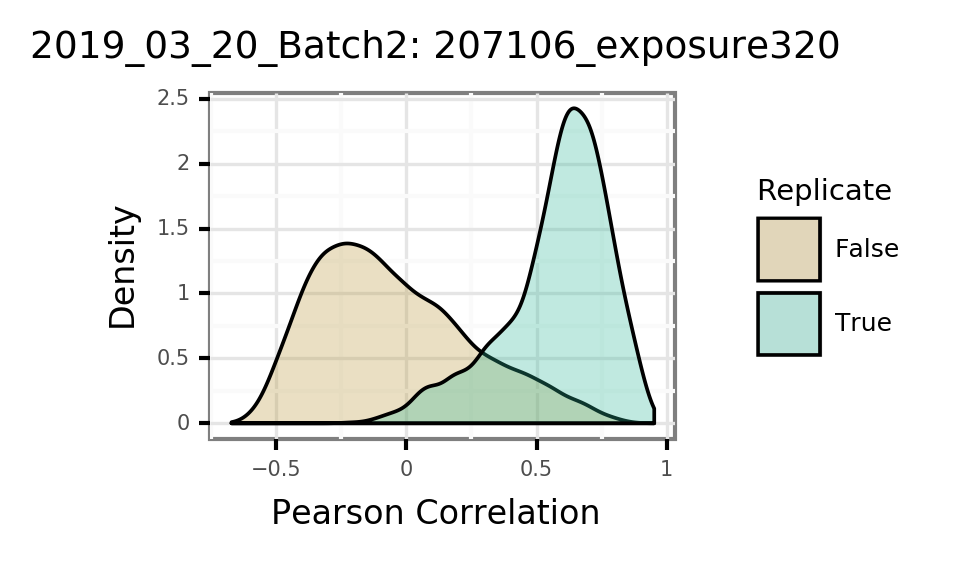 2019_03_20_Batch2: 207106_exposure320
2.5
2
1.5
1
0.5
0
Density
−0.5 0 0.5 1
Pearson Correlation
Replicate
False
True